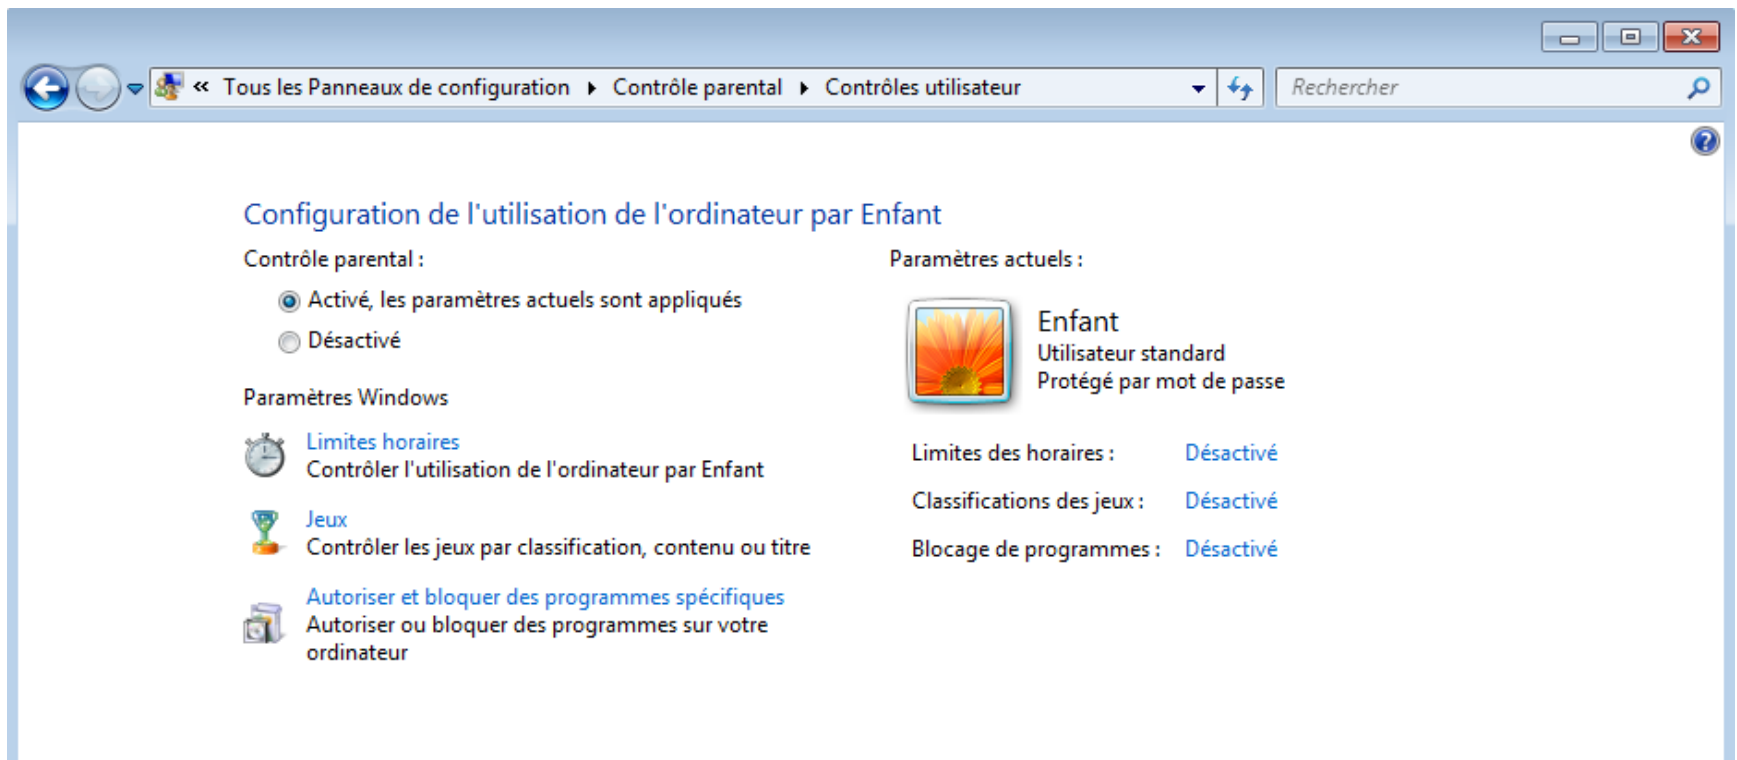 « Tous les Panneaux de configuration Contrôle parental Contrôles utilisateur
Rechercher
Configuration de l'utilisation de l'ordinateur par Enfant
Contrôle parental :
Activé, les paramètres actuels sont appliqués
Désactivé
Paramètres Windows
Limites horaires
Contrôler l'utilisation de l'ordinateur par Enfant
Jeux
Contrôler les jeux par classification, contenu ou titre
Autoriser et bloquer des programmes spécifiques
Autoriser ou bloquer des programmes sur votre
ordinateur
Paramètres actuels :
Enfant
Utilisateur standard
Protégé par mot de passe
Limites des horaires : Désactivé
Classifications des jeux : Désactivé
Blocage de programmes : Désactivé